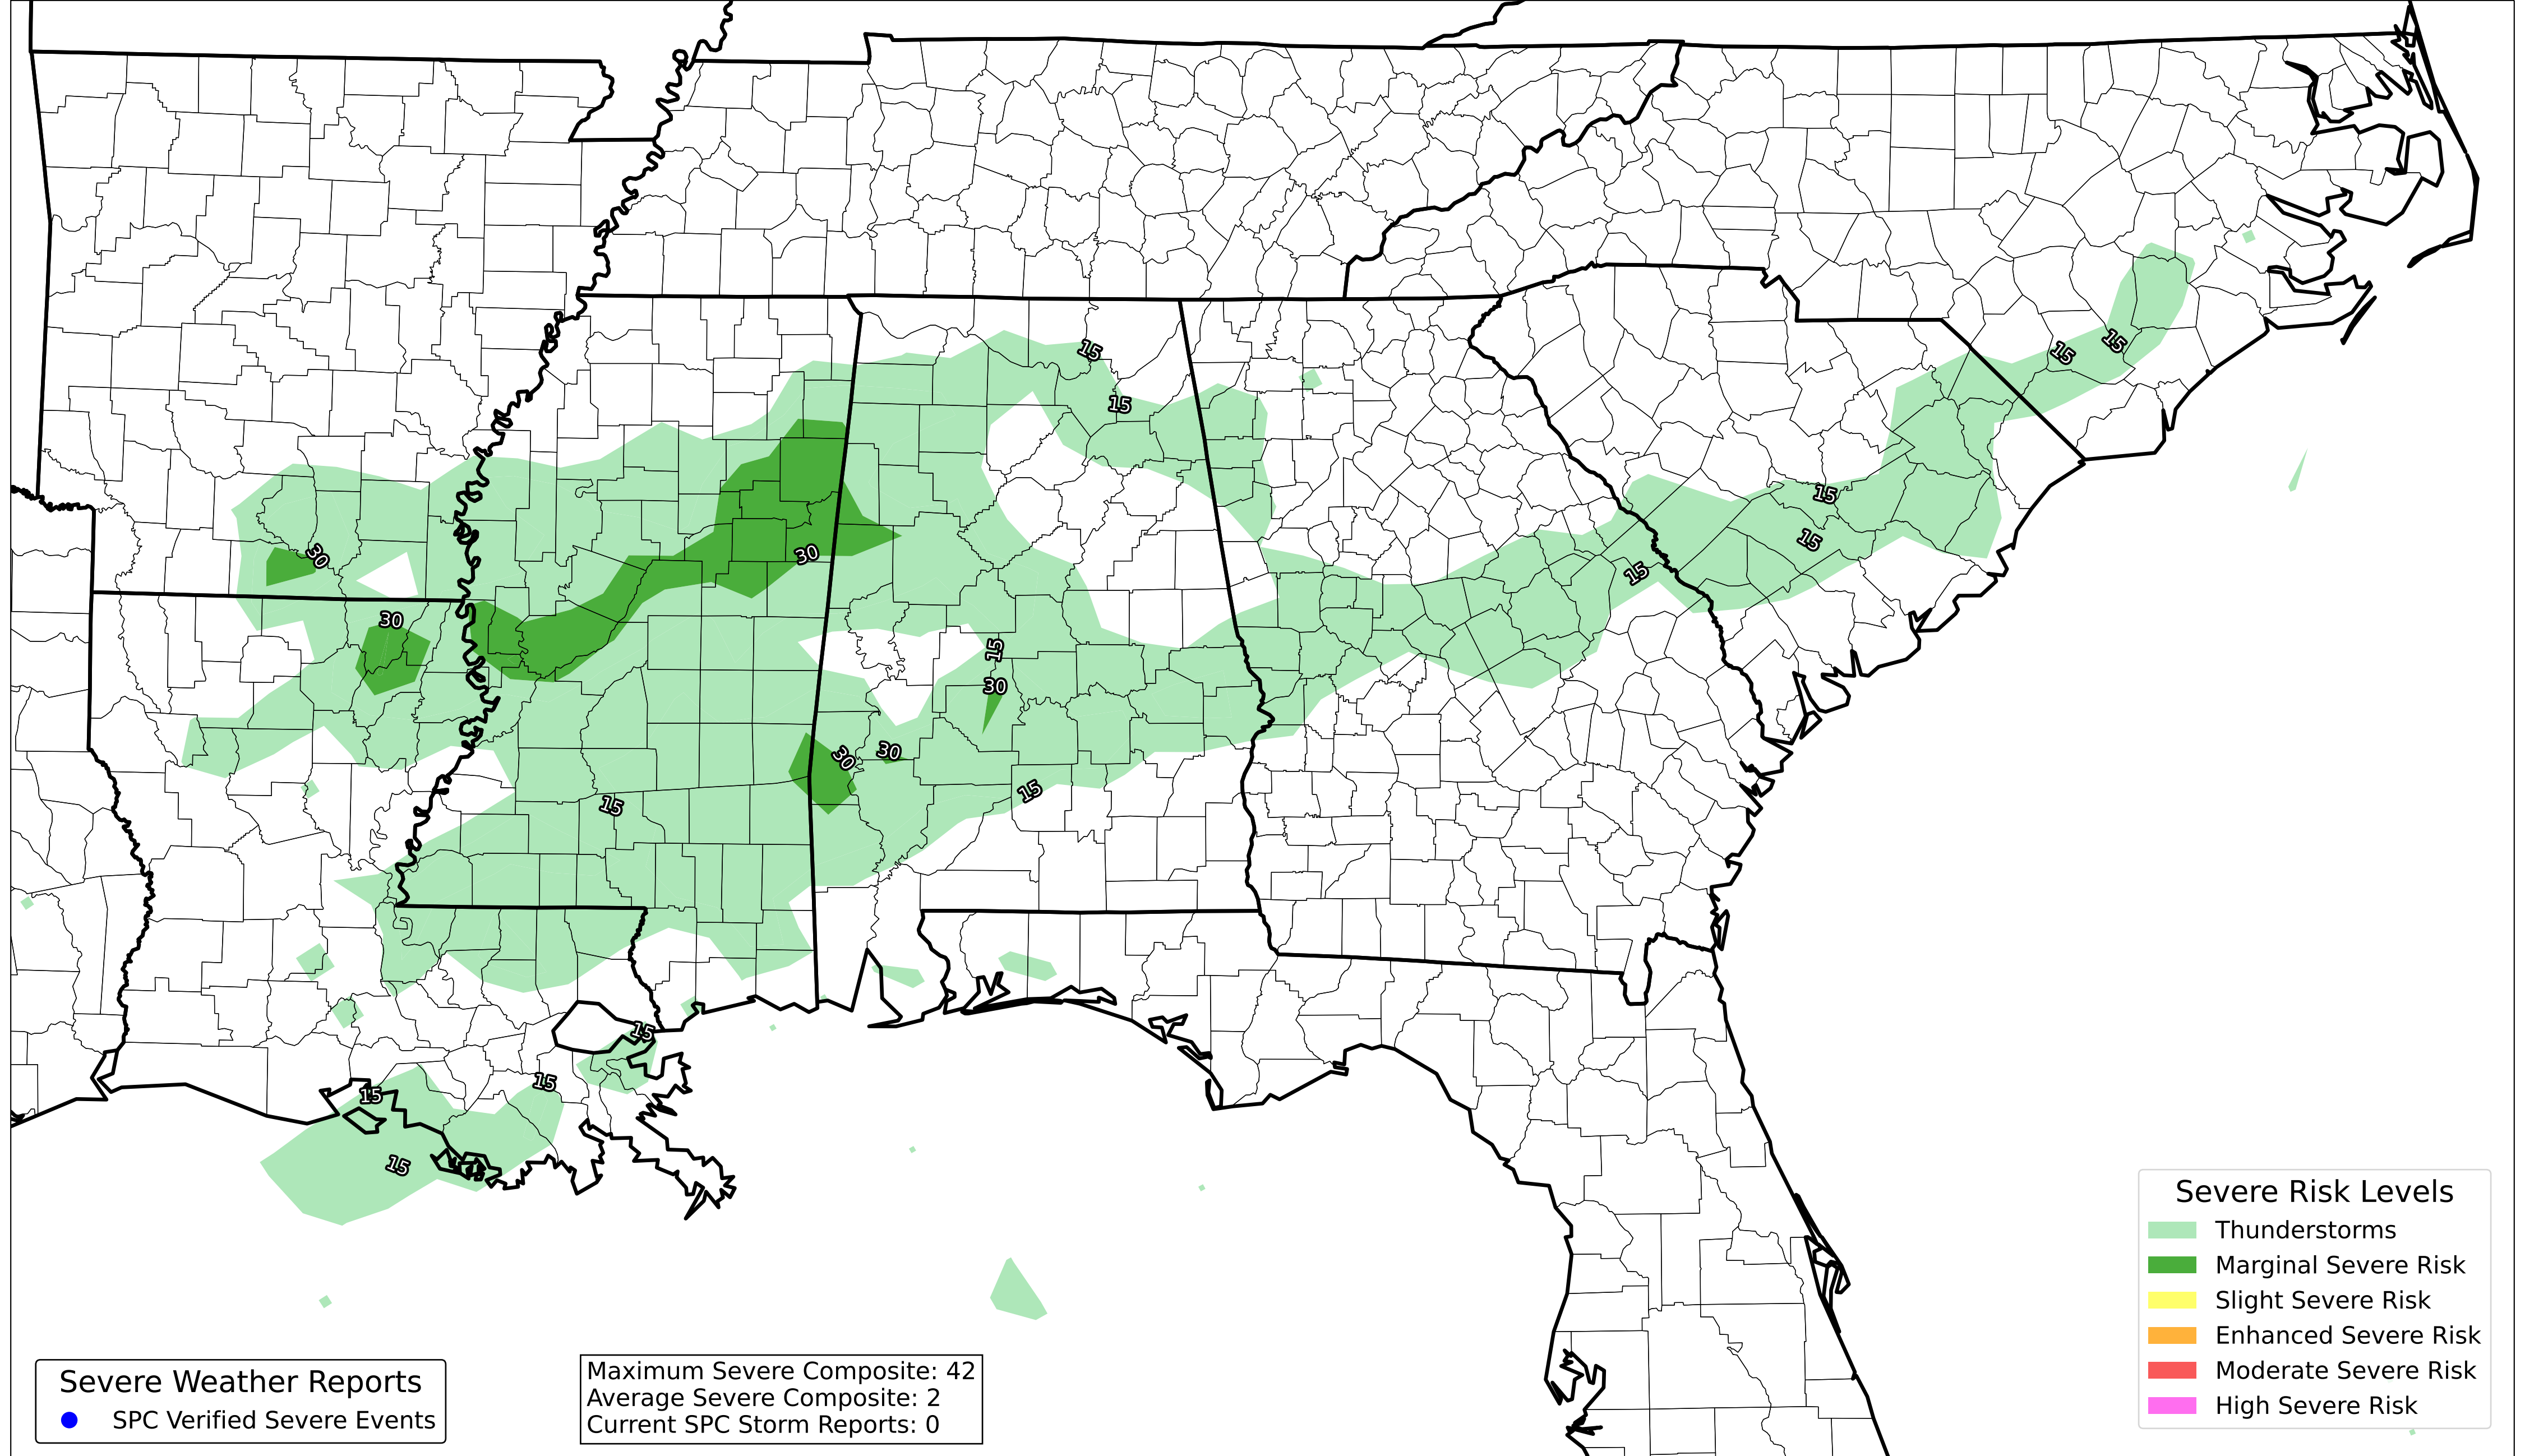 15
15
15
15
15
30
30
15
15
30
15
30
15
30
30
30
15
15
15
15
15
15
Severe Weather Reports
SPC Verified Severe Events
Maximum Severe Composite: 42
Average Severe Composite: 2
Current SPC Storm Reports: 0
Severe Risk Levels
Thunderstorms
Marginal Severe Risk
Slight Severe Risk
Enhanced Severe Risk
Moderate Severe Risk
High Severe Risk